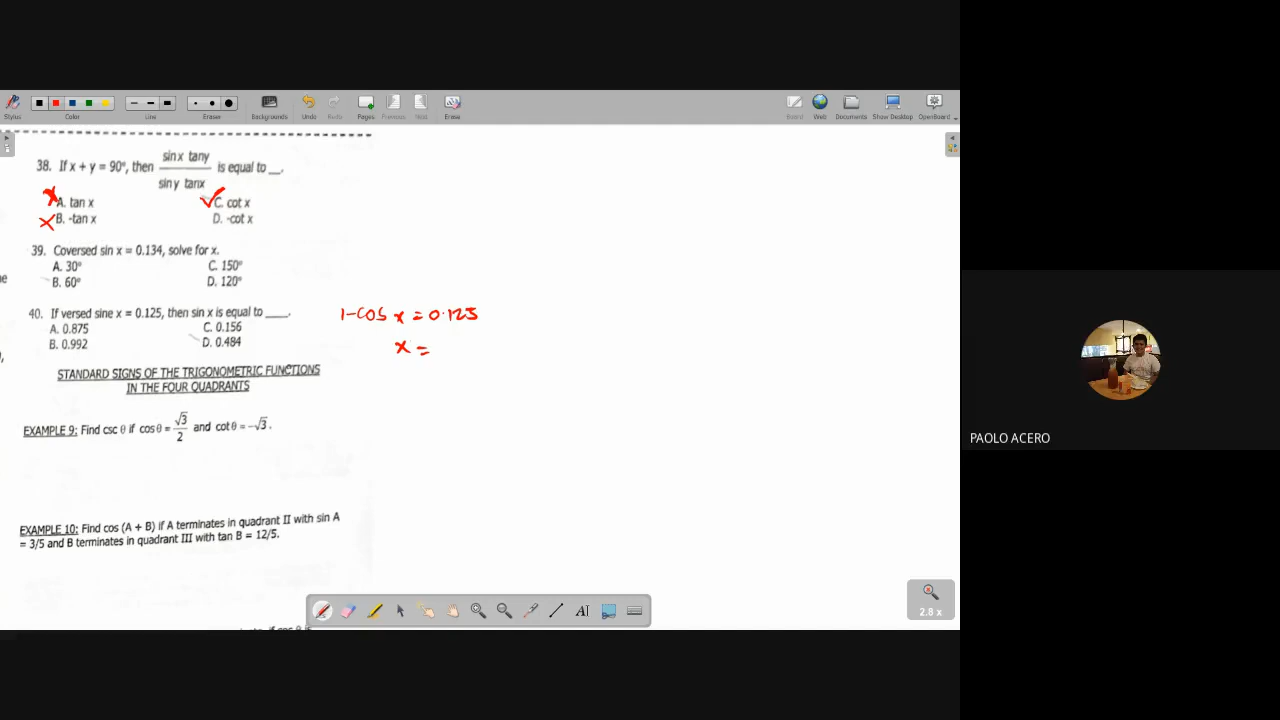 Stylus
Color
Line
Eraser
Backgrounds
Undo
Redo
Pages
Previous
Next
Erase
Board
Web
Documents
Show Desktop
OpenBoard
38. If x + y = 90°, then sinx tany / siny tanx is equal to __.
A. tan x
C. cot x
B. -tan x
D. -cot x
39. Coversed sin x = 0.134, solve for x.
A. 30°
C. 150°
B. 60°
D. 120°
40. If versed sine x = 0.125, then sin x is equal to ____.
A. 0.875
C. 0.156
B. 0.992
D. 0.484
1-cos x = 0.125
x =
STANDARD SIGNS OF THE TRIGONOMETRIC FUNCTIONS
IN THE FOUR QUADRANTS
EXAMPLE 9: Find csc θ if cosθ = √3/2 and cotθ = -√3.
EXAMPLE 10: Find cos (A + B) if A terminates in quadrant II with sin A
= 3/5 and B terminates in quadrant III with tan B = 12/5.
2.8 x
PAOLO ACERO